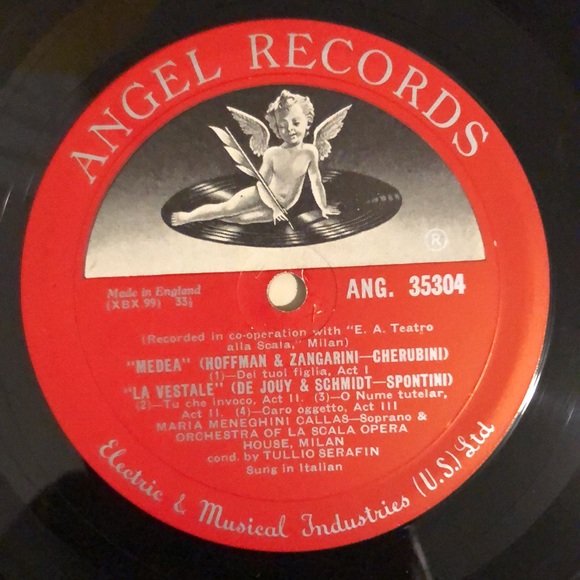 ANGEL RECORDS
®
Made in England
(XBX.99) 33⅓
ANG. 35304
(Recorded in co-operation with "E. A. Teatro
alla Scala," Milan)
"MEDEA" (HOFFMAN & ZANGARINI—CHERUBINI)
(1)—Dei tuoi figlia, Act I
"LA VESTALE" (DE JOUY & SCHMIDT—SPONTINI)
(2)—Tu che invoco, Act II. (3)—O Nume tutelar,
Act II. (4)—Caro oggetto, Act III
MARIA MENEGHINI CALLAS—Soprano &
ORCHESTRA OF LA SCALA OPERA
HOUSE, MILAN
cond. by TULLIO SERAFIN
Sung in Italian
Electric & Musical Industries (U.S.) Ltd